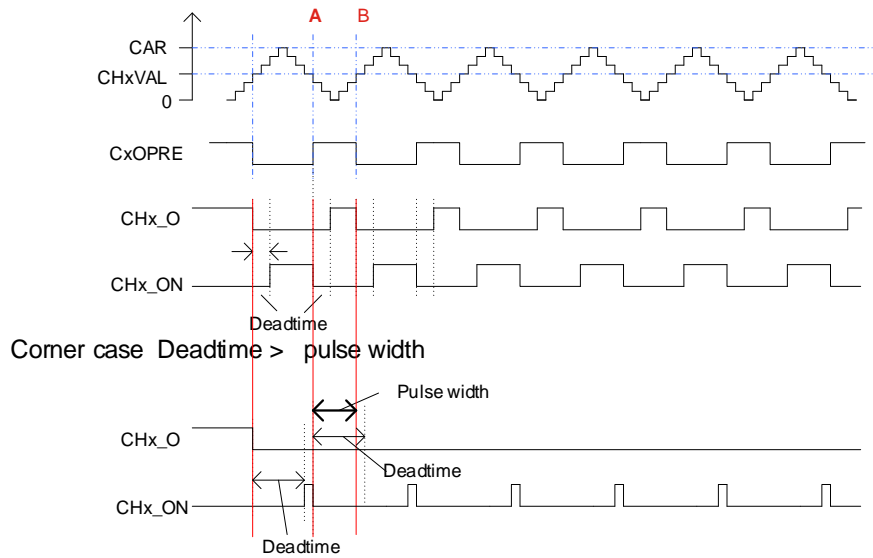 A B
CAR
CHxVAL
0
CxOPRE
CHx_O
CHx_ON
Deadtime
Corner case Deadtime > pulse width
Pulse width
CHx_O
Deadtime
CHx_ON
Deadtime